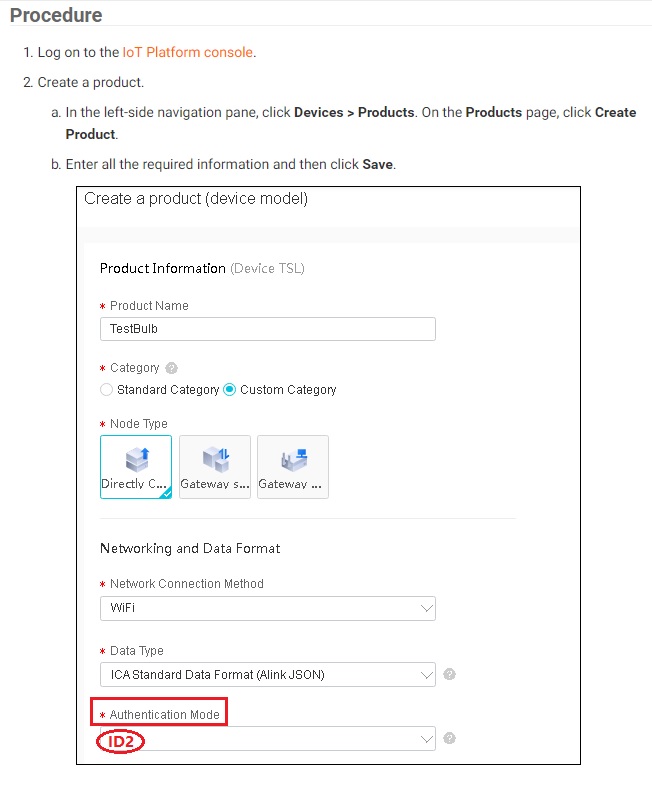 Procedure
1. Log on to the IoT Platform console.
2. Create a product.
a. In the left-side navigation pane, click Devices > Products. On the Products page, click Create
Product.
b. Enter all the required information and then click Save.
Create a product (device model)
Product Information (Device TSL)
* Product Name
TestBulb
* Category ?
Standard Category Custom Category
* Node Type
Directly C... Gateway s... Gateway ...
Networking and Data Format
* Network Connection Method
WiFi
* Data Type
ICA Standard Data Format (Alink JSON) ?
* Authentication Mode
ID2 ?